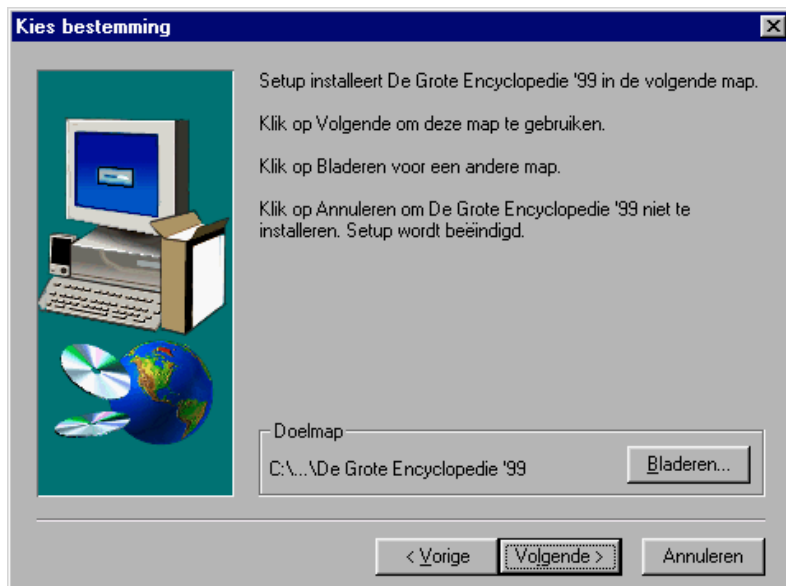 Kies bestemming
Setup installeert De Grote Encyclopedie '99 in de volgende map.
Klik op Volgende om deze map te gebruiken.
Klik op Bladeren voor een andere map.
Klik op Annuleren om De Grote Encyclopedie '99 niet te
installeren. Setup wordt beëindigd.
Doelmap
C:\...\De Grote Encyclopedie '99
Bladeren...
< Vorige
Volgende >
Annuleren